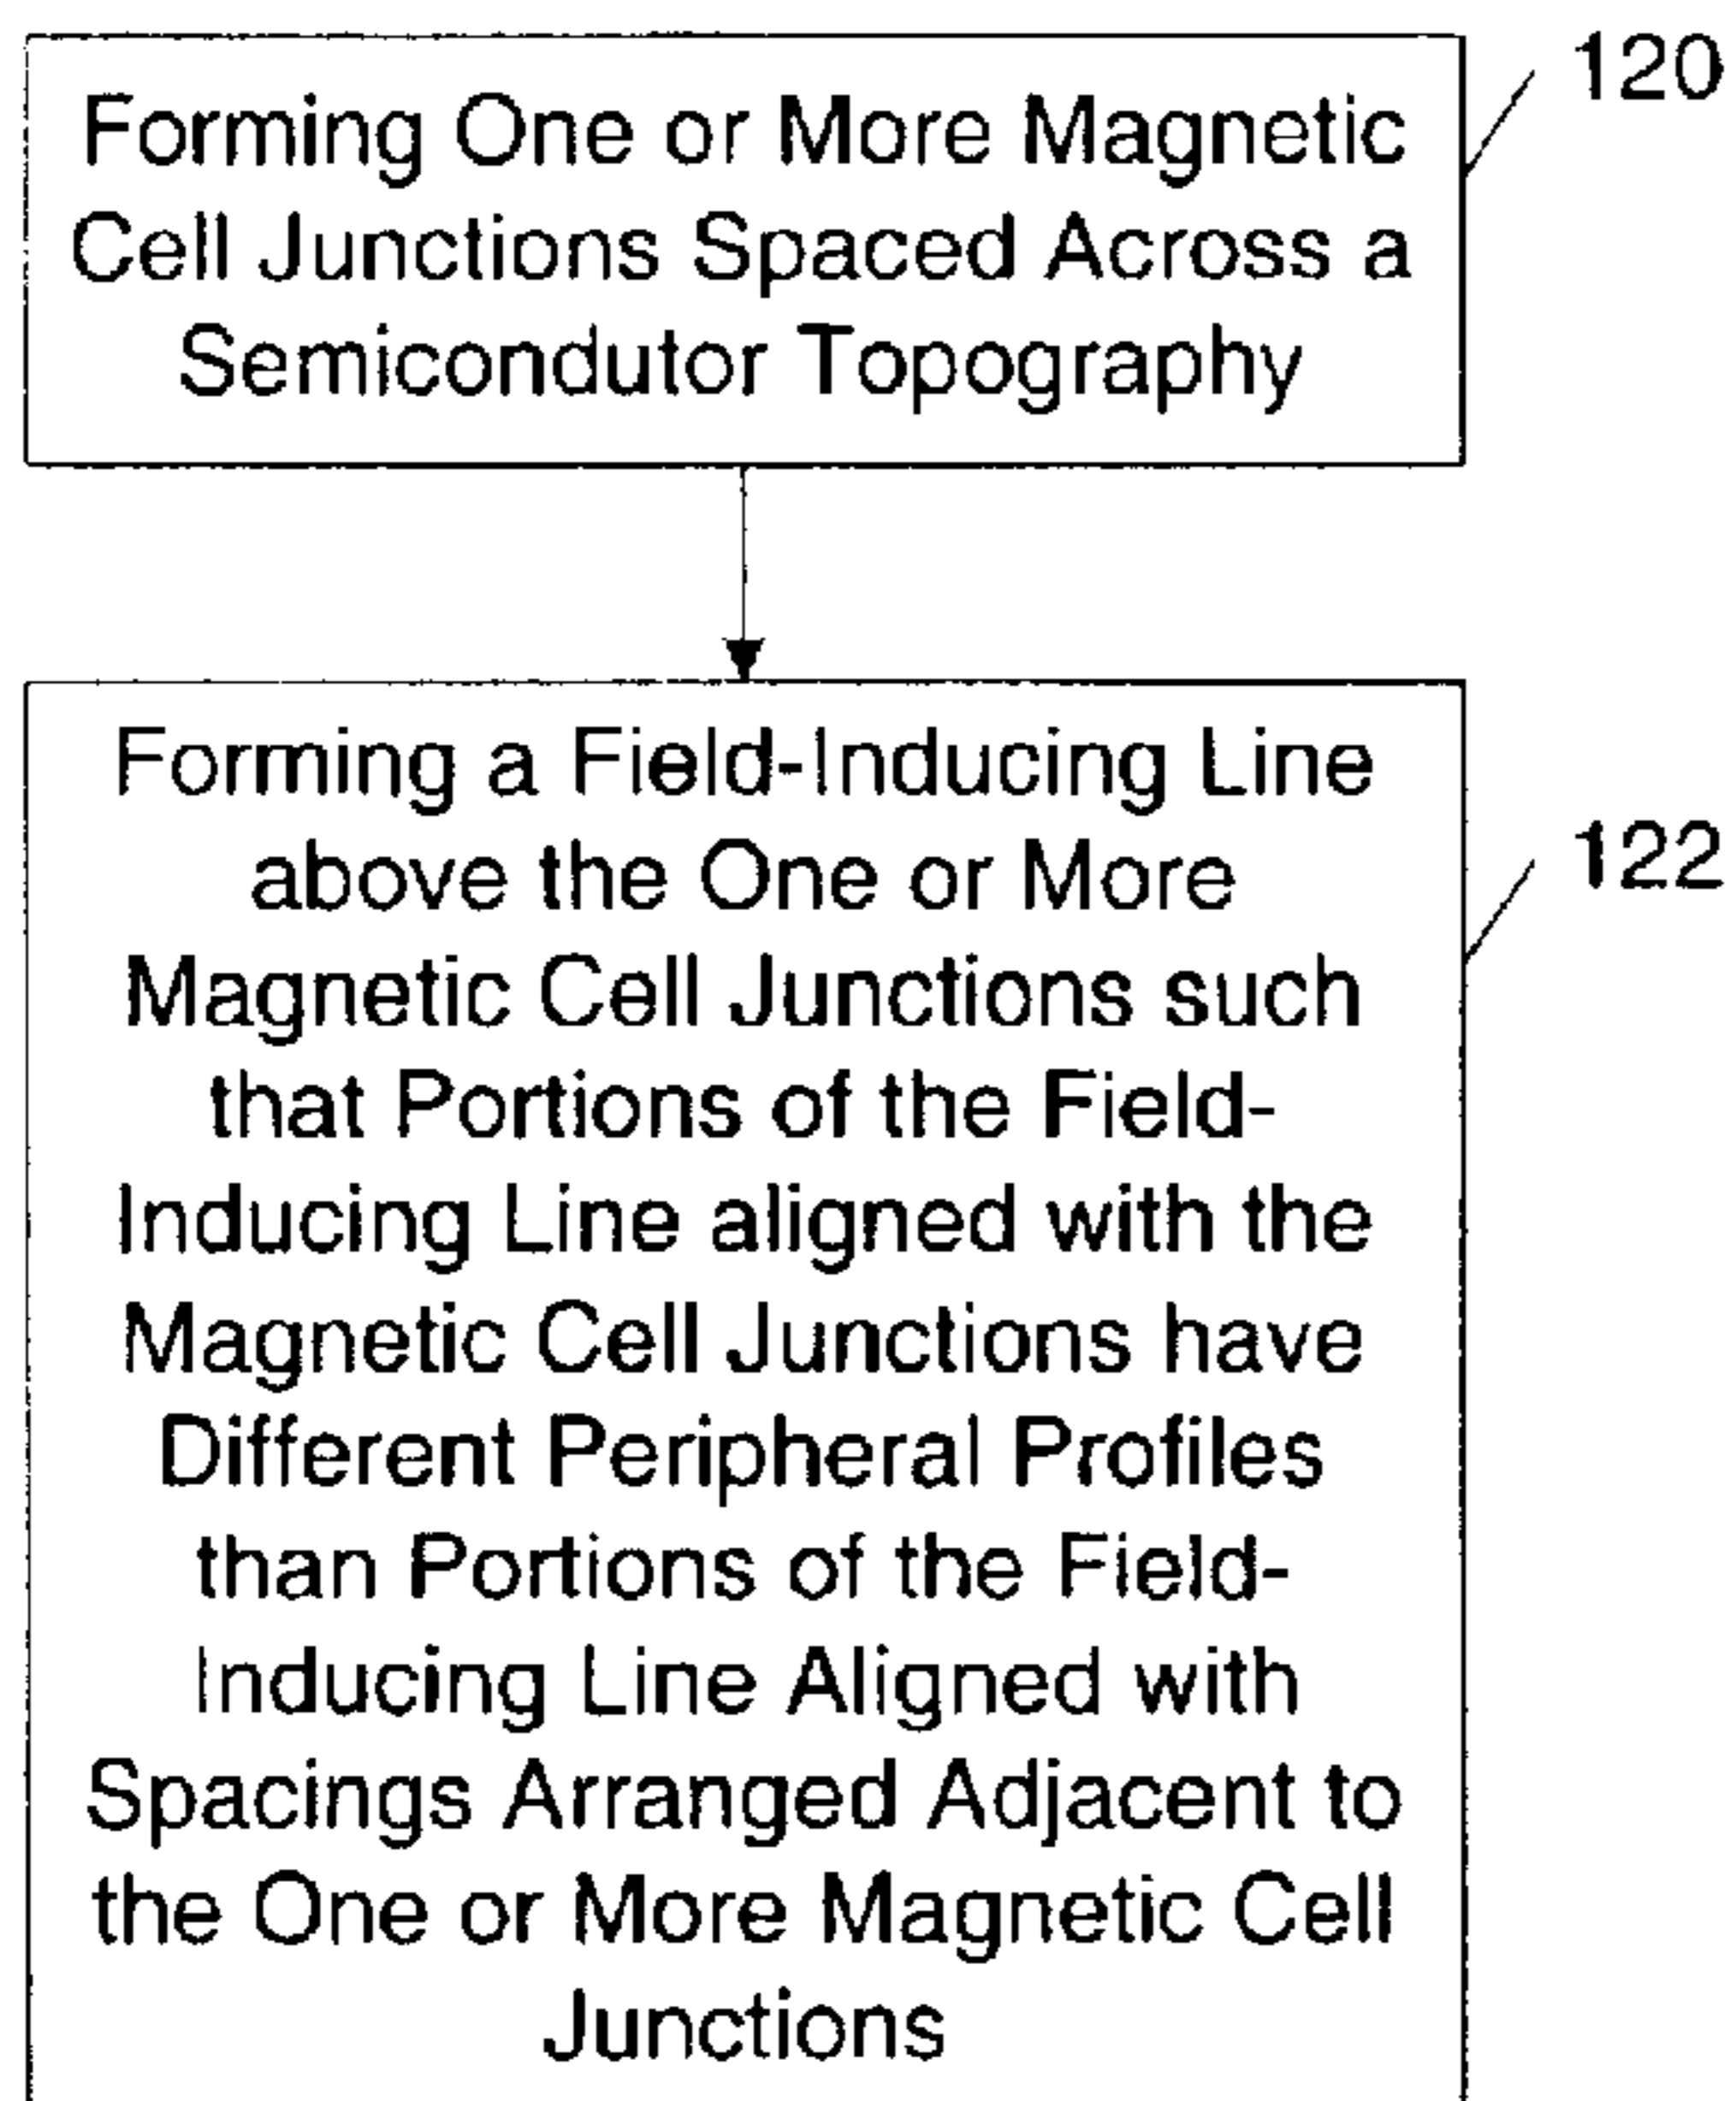 Forming One or More Magnetic
Cell Junctions Spaced Across a
Semicondutor Topography
120
Forming a Field-Inducing Line
above the One or More
Magnetic Cell Junctions such
that Portions of the Field-
Inducing Line aligned with the
Magnetic Cell Junctions have
Different Peripheral Profiles
than Portions of the Field-
Inducing Line Aligned with
Spacings Arranged Adjacent to
the One or More Magnetic Cell
Junctions
122